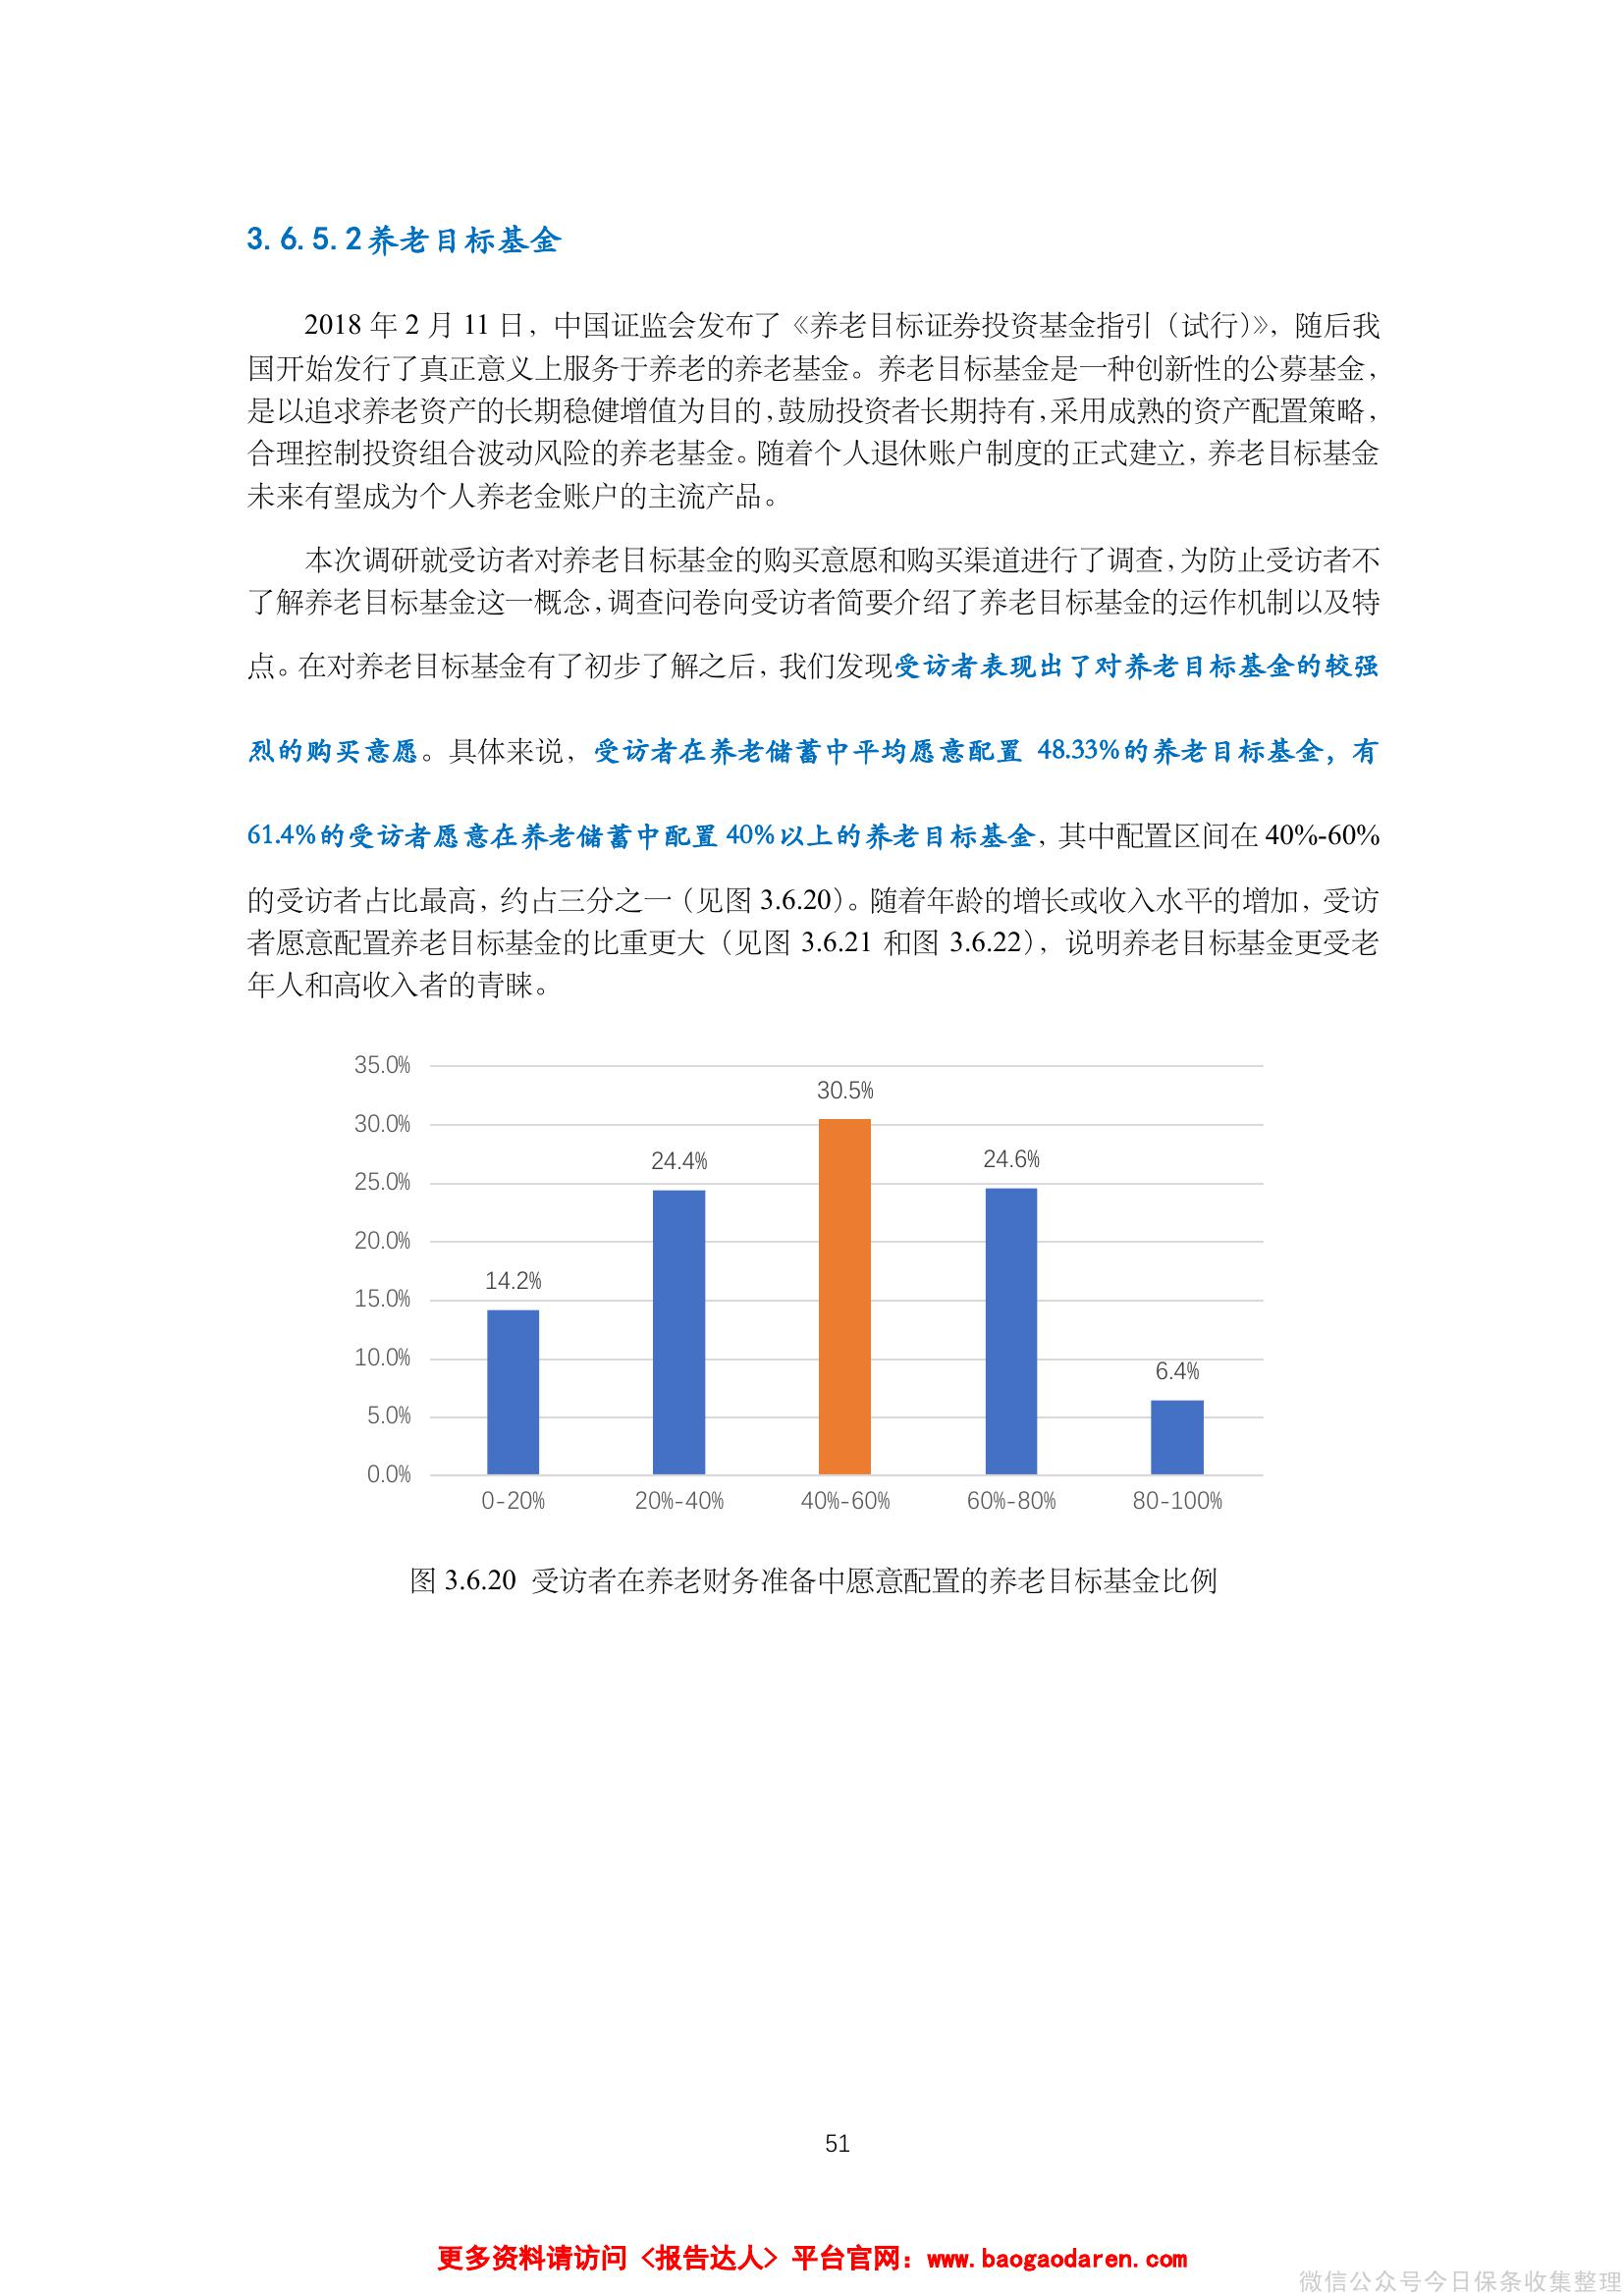 3.6.5.2养老目标基金
2018 年 2 月 11 日，中国证监会发布了《养老目标证券投资基金指引（试行）》，随后我
国开始发行了真正意义上服务于养老的养老基金。养老目标基金是一种创新性的公募基金，
是以追求养老资产的长期稳健增值为目的，鼓励投资者长期持有，采用成熟的资产配置策略，
合理控制投资组合波动风险的养老基金。随着个人退休账户制度的正式建立，养老目标基金
未来有望成为个人养老金账户的主流产品。
本次调研就受访者对养老目标基金的购买意愿和购买渠道进行了调查，为防止受访者不
了解养老目标基金这一概念，调查问卷向受访者简要介绍了养老目标基金的运作机制以及特
点。在对养老目标基金有了初步了解之后，我们发现受访者表现出了对养老目标基金的较强
烈的购买意愿。具体来说，受访者在养老储蓄中平均愿意配置 48.33%的养老目标基金，有
61.4%的受访者愿意在养老储蓄中配置 40%以上的养老目标基金，其中配置区间在 40%-60%
的受访者占比最高，约占三分之一（见图 3.6.20）。随着年龄的增长或收入水平的增加，受访
者愿意配置养老目标基金的比重更大（见图 3.6.21 和图 3.6.22），说明养老目标基金更受老
年人和高收入者的青睐。
35.0%
30.0%
25.0%
20.0%
15.0%
10.0%
5.0%
0.0%
14.2%
24.4%
30.5%
24.6%
6.4%
0-20%
20%-40%
40%-60%
60%-80%
80-100%
图 3.6.20 受访者在养老财务准备中愿意配置的养老目标基金比例
51
更多资料请访问《报告达人》平台官网：www.baogaodaren.com
微信公众号今日保条收集整理